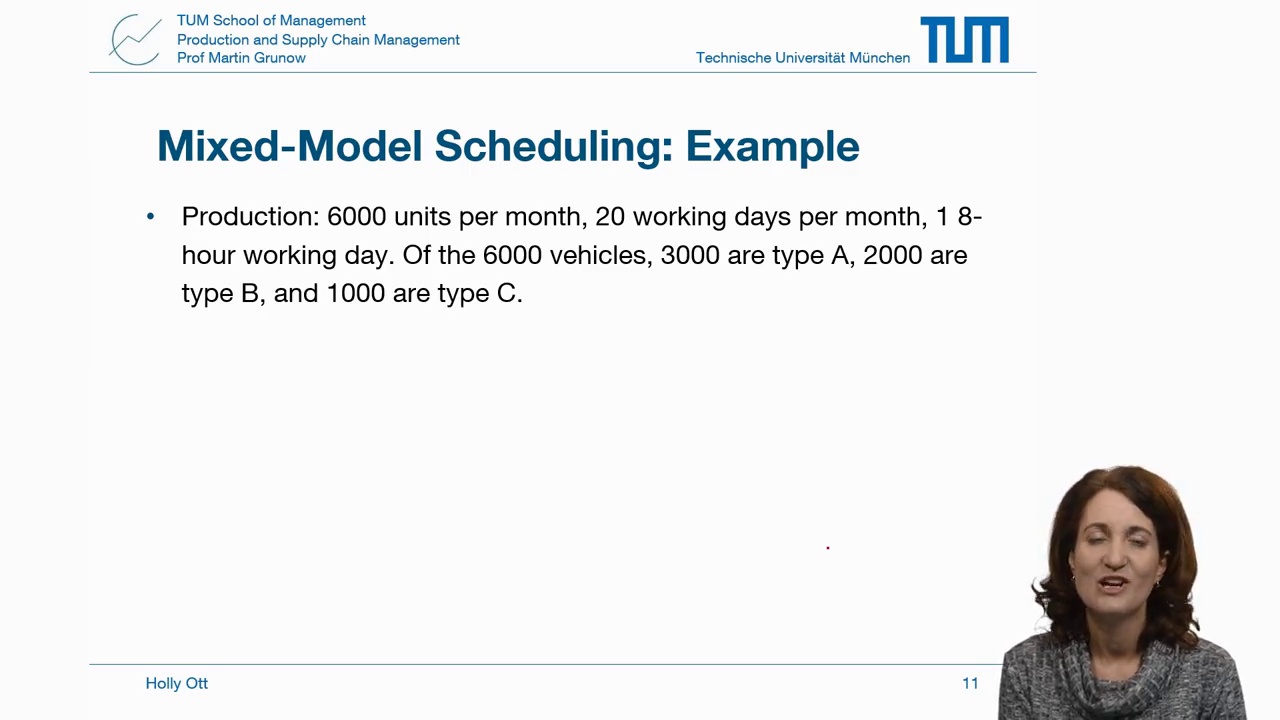 TUM School of Management
Production and Supply Chain Management
Prof Martin Grunow
Technische Universität München
TUM
Mixed-Model Scheduling: Example
• Production: 6000 units per month, 20 working days per month, 1 8-
hour working day. Of the 6000 vehicles, 3000 are type A, 2000 are
type B, and 1000 are type C.
Holly Ott
11